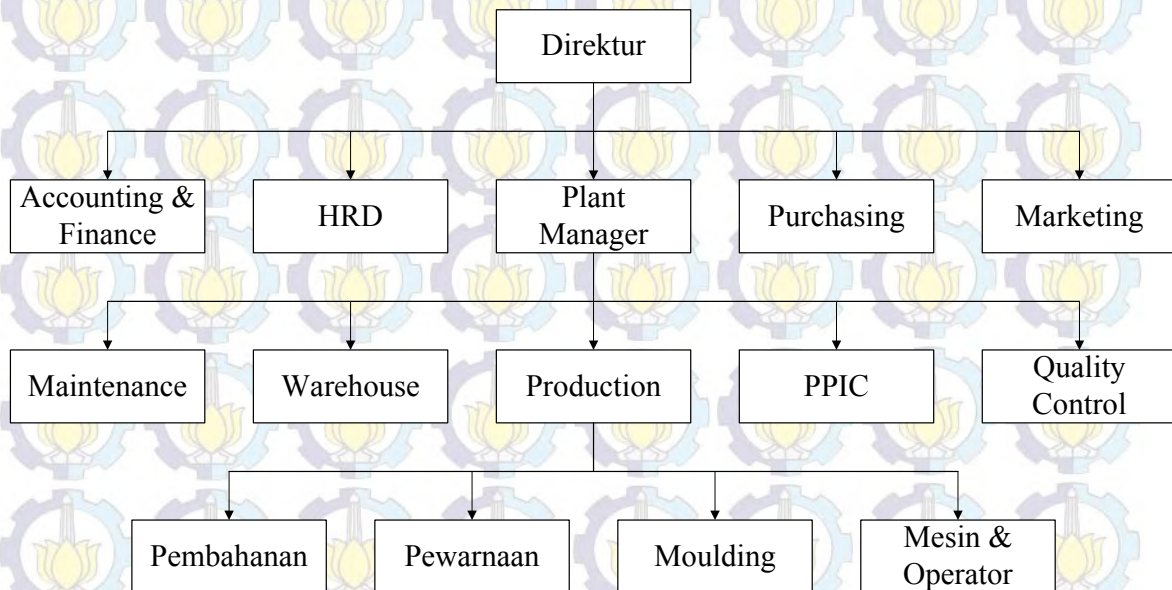 Direktur
Accounting &
Finance
HRD
Plant
Manager
Purchasing
Marketing
Maintenance
Warehouse
Production
PPIC
Quality
Control
Pembahanan
Pewarnaan
Moulding
Mesin &
Operator